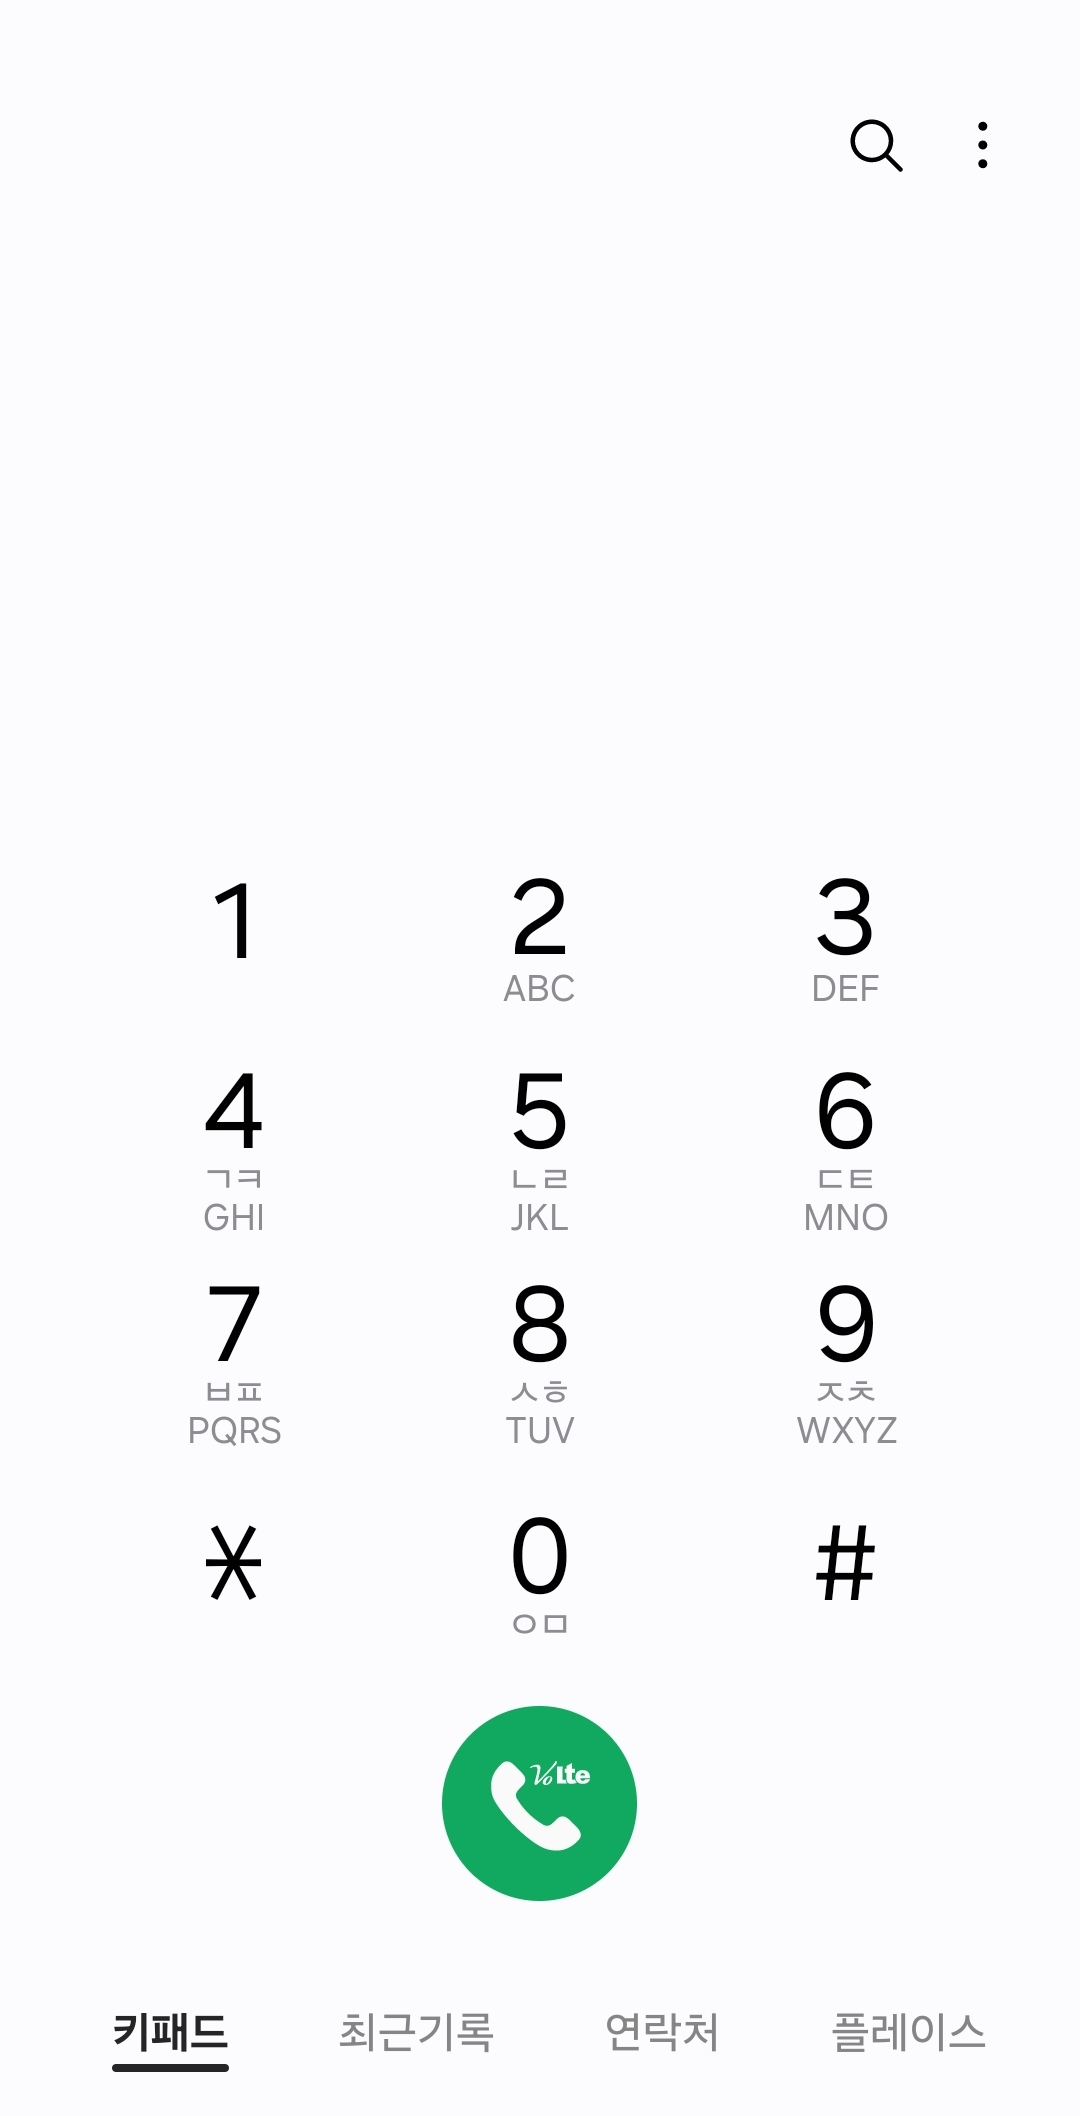 1 2 3
ABC DEF
4 5 6
ㄱㅋ ㄴㄹ ㄷㅌ
GHI JKL MNO
7 8 9
ㅂㅍ ㅅㅎ ㅈㅊ
PQRS TUV WXYZ
* 0 #
ㅇㅁ
VoLte
키패드 최근기록 연락처 플레이스